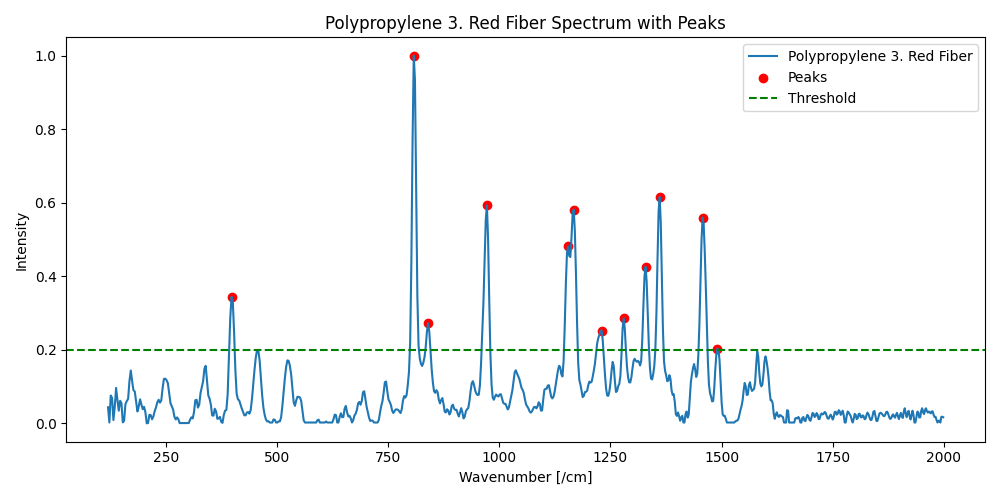 Polypropylene 3. Red Fiber Spectrum with Peaks
Polypropylene 3. Red Fiber
Peaks
Threshold
Intensity
1.0
0.8
0.6
0.4
0.2
0.0
250 500 750 1000 1250 1500 1750 2000
Wavenumber [/cm]